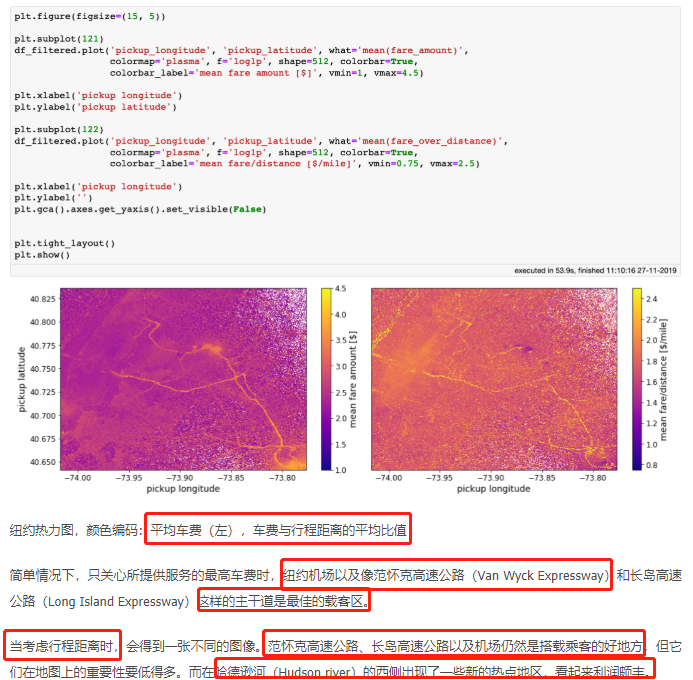 plt.figure(figsize=(15, 5))
plt.subplot(121)
df_filtered.plot('pickup_longitude', 'pickup_latitude', what='mean(fare_amount)',
colormap='plasma', f='log1p', shape=512, colorbar=True,
colorbar_label='mean fare amount [$]', vmin=1, vmax=4.5)
plt.xlabel('pickup longitude')
plt.ylabel('pickup latitude')
plt.subplot(122)
df_filtered.plot('pickup_longitude', 'pickup_latitude', what='mean(fare_over_distance)',
colormap='plasma', f='log1p', shape=512, colorbar=True,
colorbar_label='mean fare/distance [$/mile]', vmin=0.75, vmax=2.5)
plt.xlabel('pickup longitude')
plt.ylabel('')
plt.gca().axes.get_yaxis().set_visible(False)
plt.tight_layout()
plt.show()
executed in 53.9s, finished 11:10:16 27-11-2019
40.825
40.800
40.775
40.750
40.725
40.700
40.675
40.650
pickup latitude
−74.00 −73.95 −73.90 −73.85 −73.80
pickup longitude
4.5
4.0
3.5
3.0
2.5
2.0
1.5
1.0
mean fare amount [$]
−74.00 −73.95 −73.90 −73.85 −73.80
pickup longitude
2.4
2.2
2.0
1.8
1.6
1.4
1.2
1.0
0.8
mean fare/distance [$/mile]
纽约热力图，颜色编码：平均车费（左），车费与行程距离的平均比值
简单情况下，只关心所提供服务的最高车费时，纽约机场以及像范怀克高速公路（Van Wyck Expressway）和长岛高速
公路（Long Island Expressway）这样的主干道是最佳的载客区。
当考虑行程距离时，会得到一张不同的图像。范怀克高速公路、长岛高速公路以及机场仍然是搭载乘客的好地方，但它
们在地图上的重要性要低得多。而在哈德逊河（Hudson river）的西侧出现了一些新的热点地区，看起来利润颇丰。